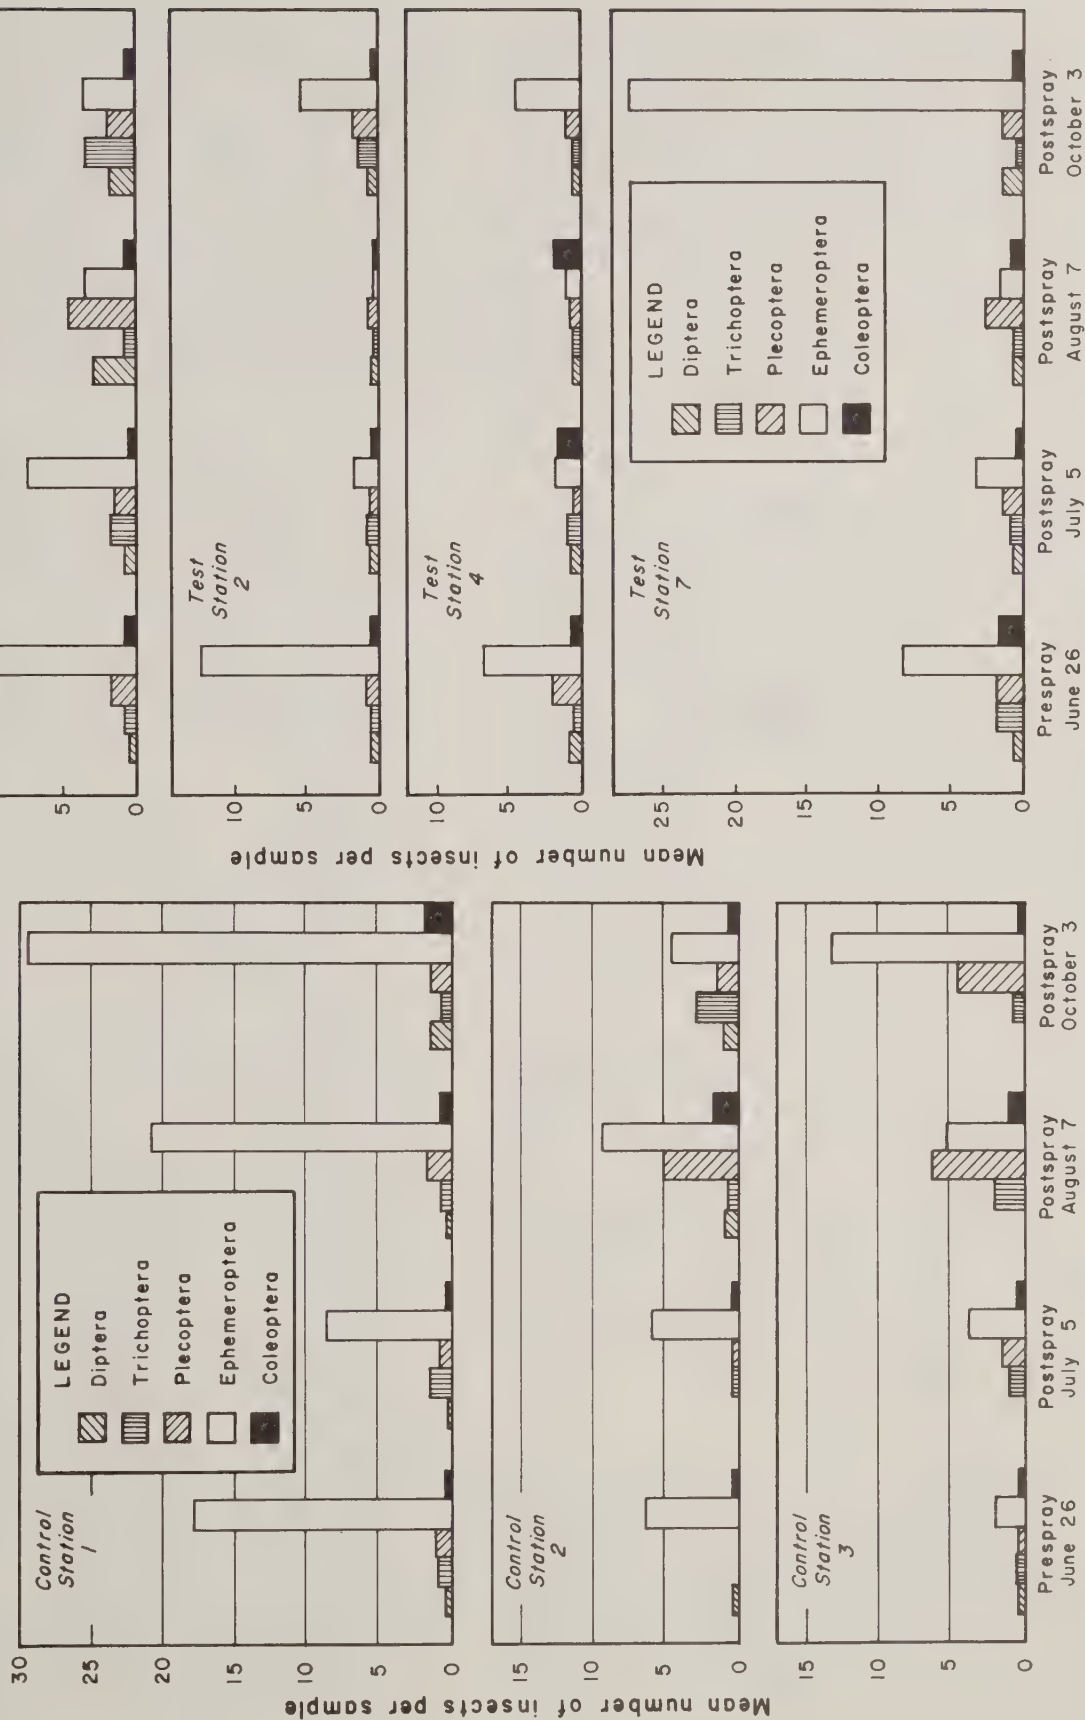 Mean number of insects per sample
30
25
20
15
10
5
0
Control
Station
1
LEGEND
Diptera
Trichoptera
Plecoptera
Ephemeroptera
Coleoptera
15
10
5
0
Control
Station
2
15
10
5
0
Control
Station
3
Prespray
June 26
Postspray
July 5
Postspray
August 7
Postspray
October 3
Mean number of insects per sample
5
0
10
5
0
Test
Station
2
10
5
0
Test
Station
4
25
20
15
10
5
0
Test
Station
7
LEGEND
Diptera
Trichoptera
Plecoptera
Ephemeroptera
Coleoptera
Prespray
June 26
Postspray
July 5
Postspray
August 7
Postspray
October 3